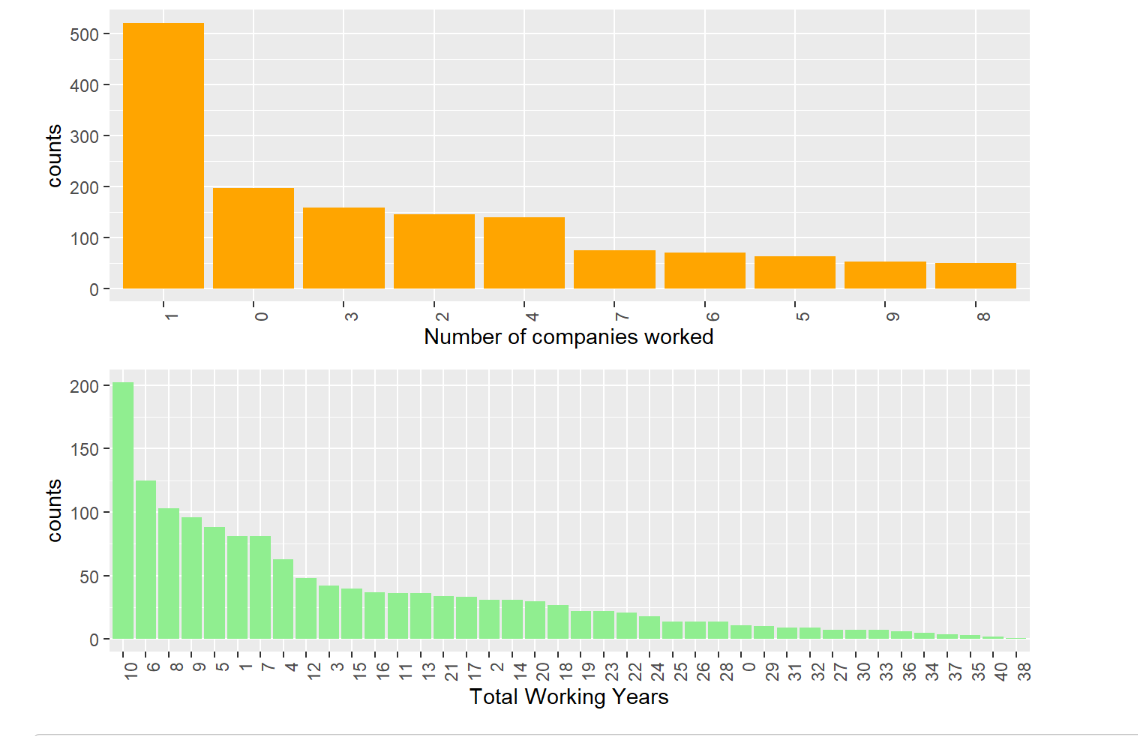 500
400
300
200
100
0
counts
1 0 3 2 4 7 6 5 9 8
Number of companies worked
200
150
100
50
0
counts
10 6 8 9 5 1 7 4 12 3 15 16 11 13 21 17 2 14 20 18 19 23 22 24 25 26 28 0 29 31 32 27 30 33 36 34 37 35 40 38
Total Working Years